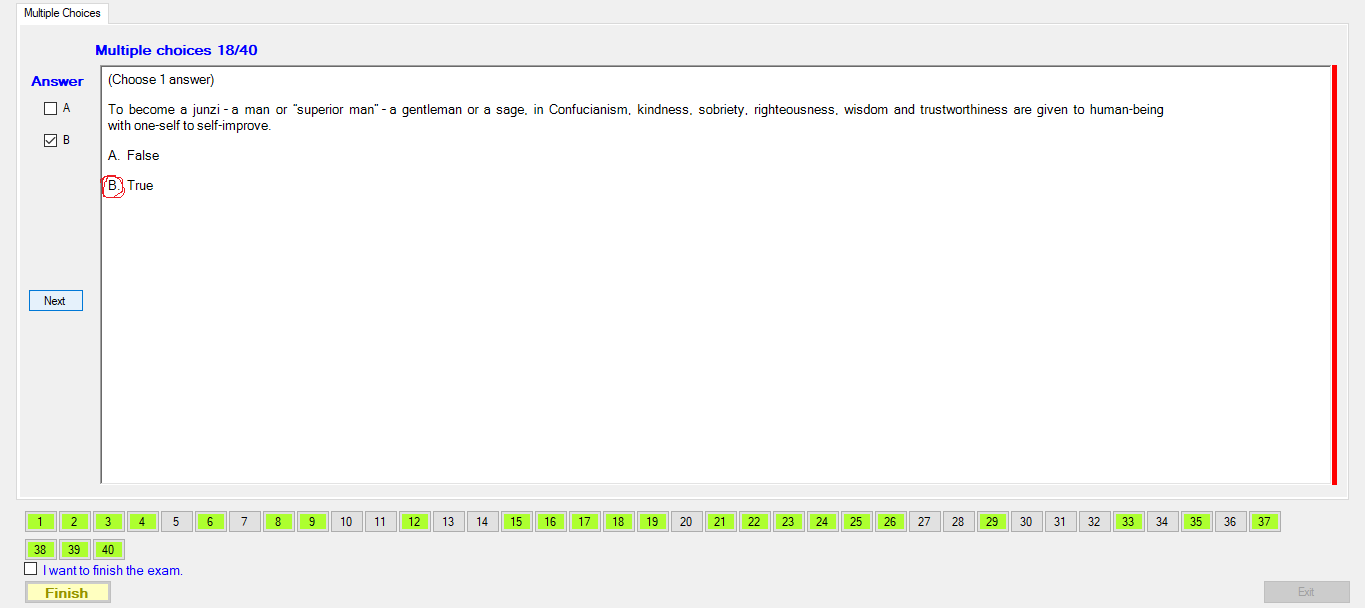 Multiple Choices
Multiple choices 18/40
Answer
A
B
Next
(Choose 1 answer)
To become a junzi - a man or "superior man" - a gentleman or a sage, in Confucianism, kindness, sobriety, righteousness, wisdom and trustworthiness are given to human-being
with one-self to self-improve.
A. False
B. True
1 2 3 4 5 6 7 8 9 10 11 12 13 14 15 16 17 18 19 20 21 22 23 24 25 26 27 28 29 30 31 32 33 34 35 36 37
38 39 40
I want to finish the exam.
Finish
Exit